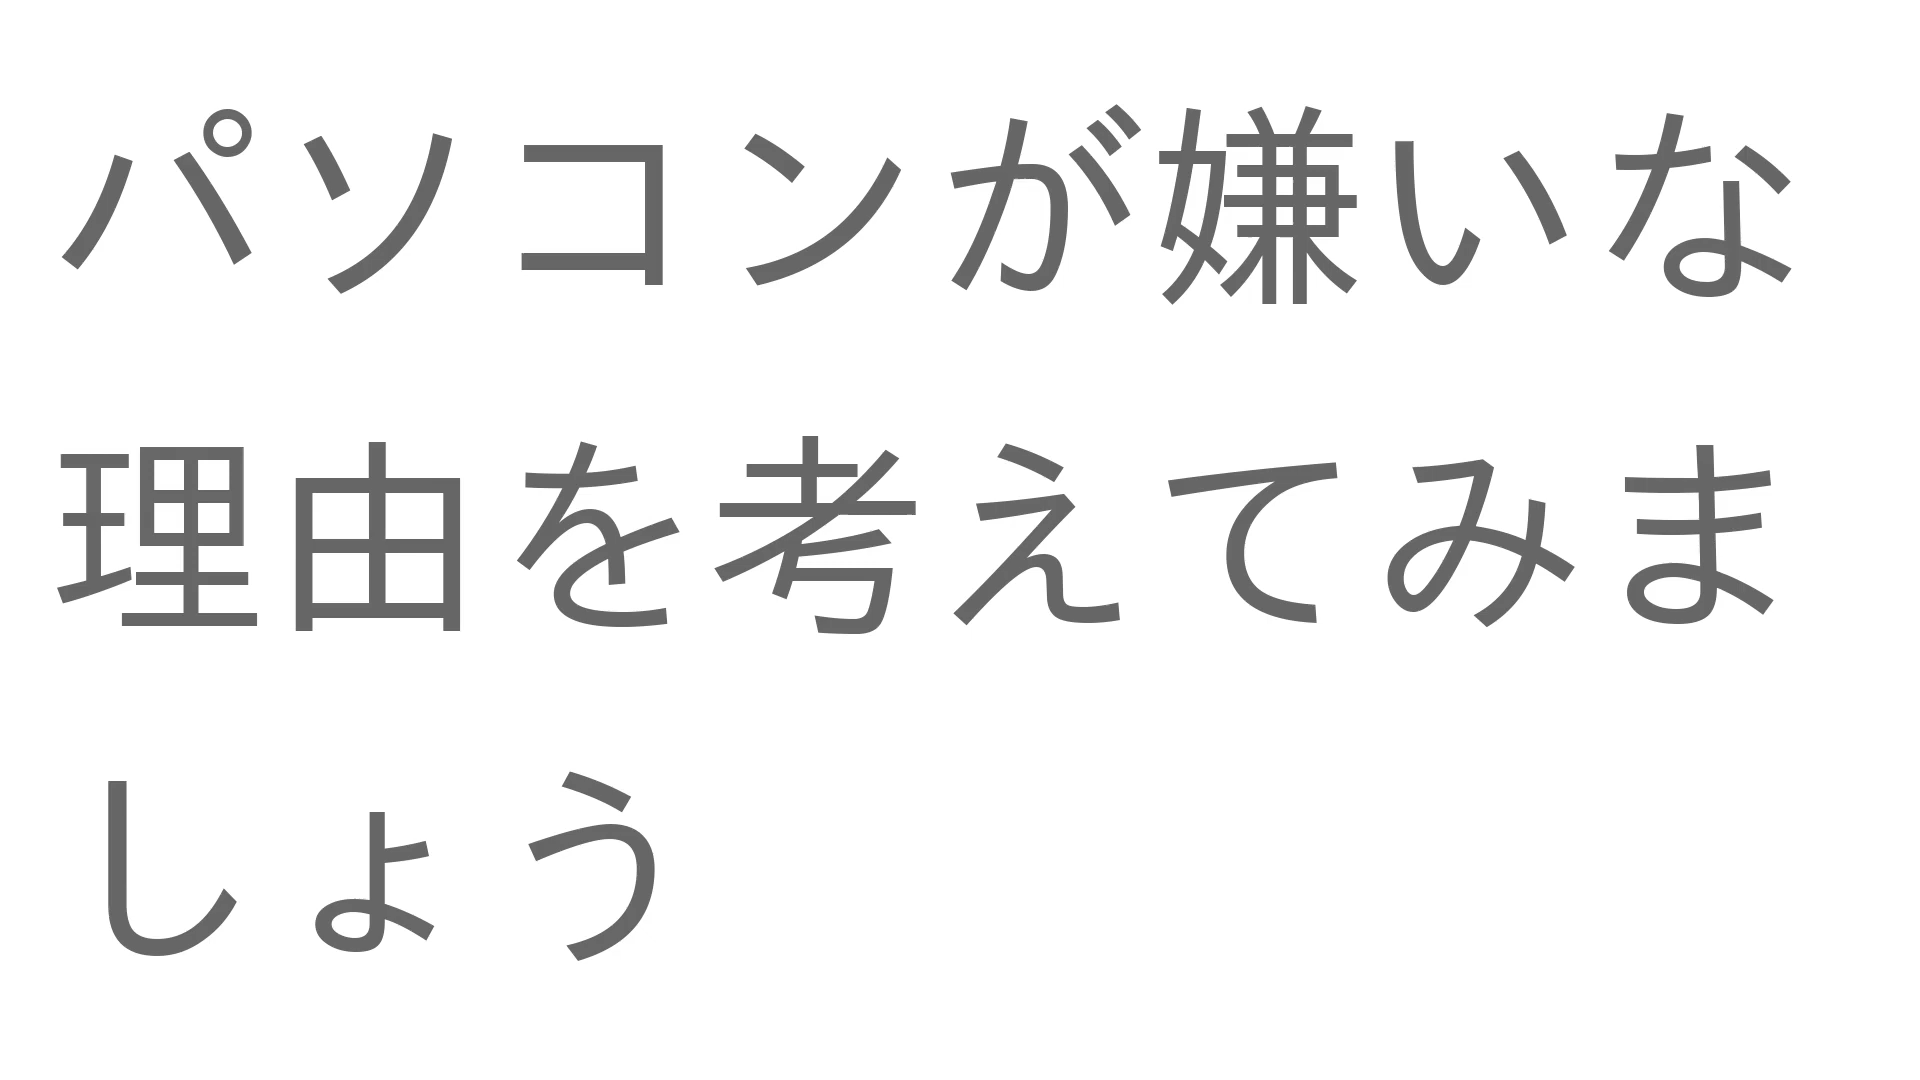 パソコンが嫌いな
理由を考えてみま
しょう